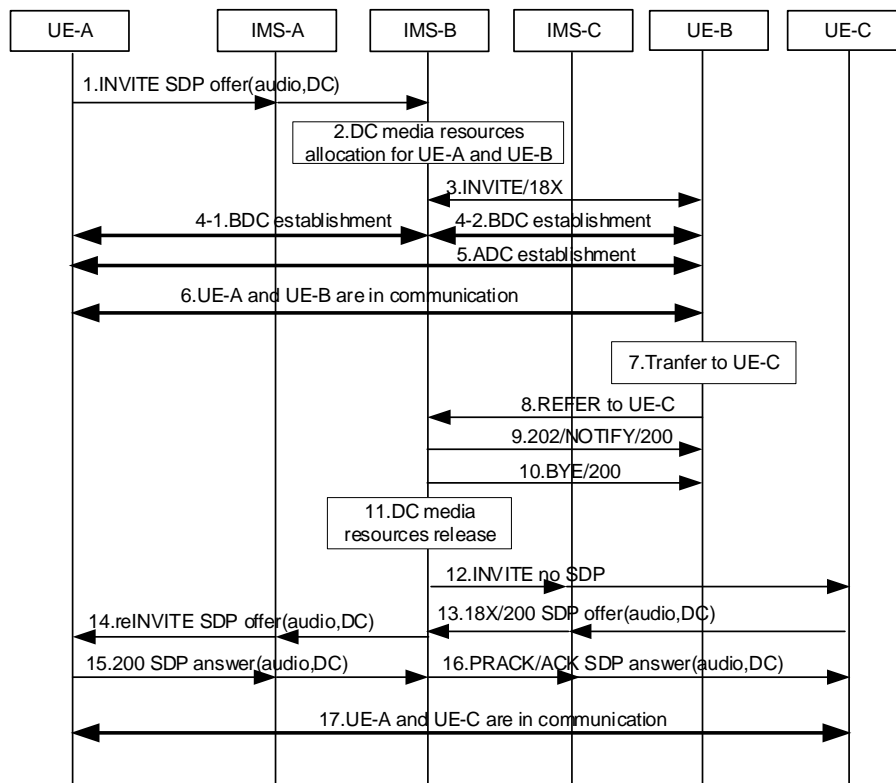 UE-A
IMS-A
IMS-B
IMS-C
UE-B
UE-C
1.INVITE SDP offer(audio,DC)
2.DC media resources
allocation for UE-A and UE-B
3.INVITE/18X
4-1.BDC establishment
4-2.BDC establishment
5.ADC establishment
6.UE-A and UE-B are in communication
7.Tranfer to UE-C
8.REFER to UE-C
9.202/NOTIFY/200
10.BYE/200
11.DC media
resources release
12.INVITE no SDP
13.18X/200 SDP offer(audio,DC)
14.reINVITE SDP offer(audio,DC)
15.200 SDP answer(audio,DC)
16.PRACK/ACK SDP answer(audio,DC)
17.UE-A and UE-C are in communication